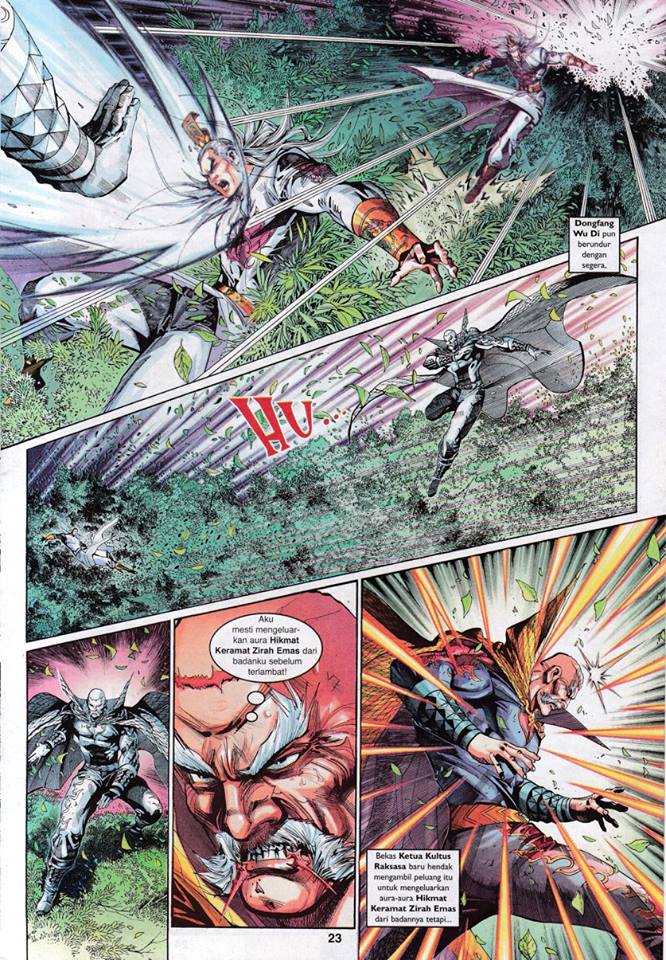 Dongfang
Wu Di pun
berundur
dengan
segera.
HU...
Aku
mesti mengeluar-
kan aura Hikmat
Keramat Zirah Emas dari
badanku sebelum
terlambat!
Bekas Ketua Kultus
Raksasa baru hendak
mengambil peluang itu
untuk mengeluarkan
aura-aura Hikmat
Keramat Zirah Emas
dari badannya tetapi...
23